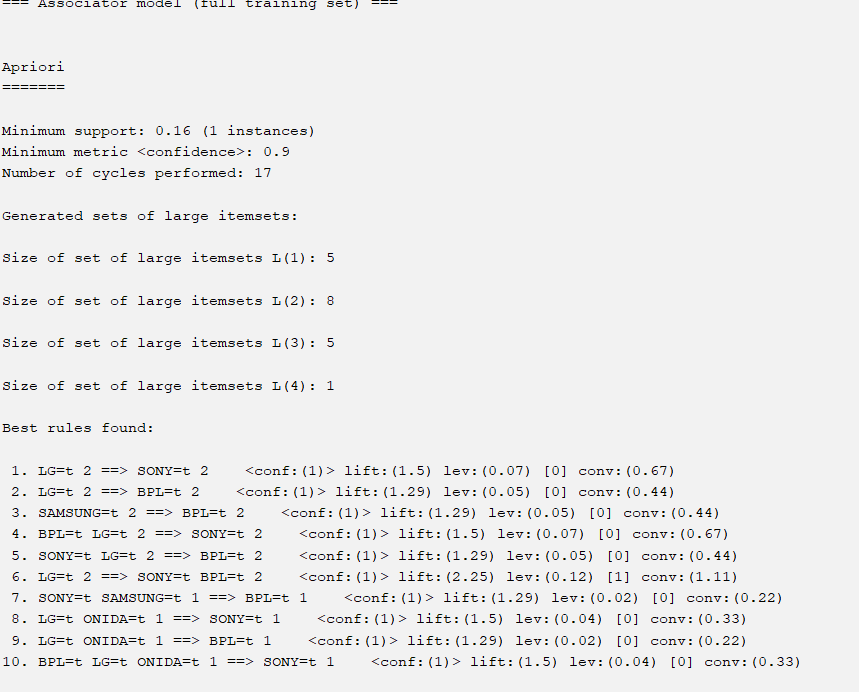 === Associator model (full training set) ===
Apriori
=======
Minimum support: 0.16 (1 instances)
Minimum metric <confidence>: 0.9
Number of cycles performed: 17
Generated sets of large itemsets:
Size of set of large itemsets L(1): 5
Size of set of large itemsets L(2): 8
Size of set of large itemsets L(3): 5
Size of set of large itemsets L(4): 1
Best rules found:
1. LG=t 2 ==> SONY=t 2    <conf:(1)> lift:(1.5) lev:(0.07) [0] conv:(0.67)
2. LG=t 2 ==> BPL=t 2    <conf:(1)> lift:(1.29) lev:(0.05) [0] conv:(0.44)
3. SAMSUNG=t 2 ==> BPL=t 2    <conf:(1)> lift:(1.29) lev:(0.05) [0] conv:(0.44)
4. BPL=t LG=t 2 ==> SONY=t 2    <conf:(1)> lift:(1.5) lev:(0.07) [0] conv:(0.67)
5. SONY=t LG=t 2 ==> BPL=t 2    <conf:(1)> lift:(1.29) lev:(0.05) [0] conv:(0.44)
6. LG=t 2 ==> SONY=t BPL=t 2    <conf:(1)> lift:(2.25) lev:(0.12) [1] conv:(1.11)
7. SONY=t SAMSUNG=t 1 ==> BPL=t 1    <conf:(1)> lift:(1.29) lev:(0.02) [0] conv:(0.22)
8. LG=t ONIDA=t 1 ==> SONY=t 1    <conf:(1)> lift:(1.5) lev:(0.04) [0] conv:(0.33)
9. LG=t ONIDA=t 1 ==> BPL=t 1    <conf:(1)> lift:(1.29) lev:(0.02) [0] conv:(0.22)
10. BPL=t LG=t ONIDA=t 1 ==> SONY=t 1    <conf:(1)> lift:(1.5) lev:(0.04) [0] conv:(0.33)